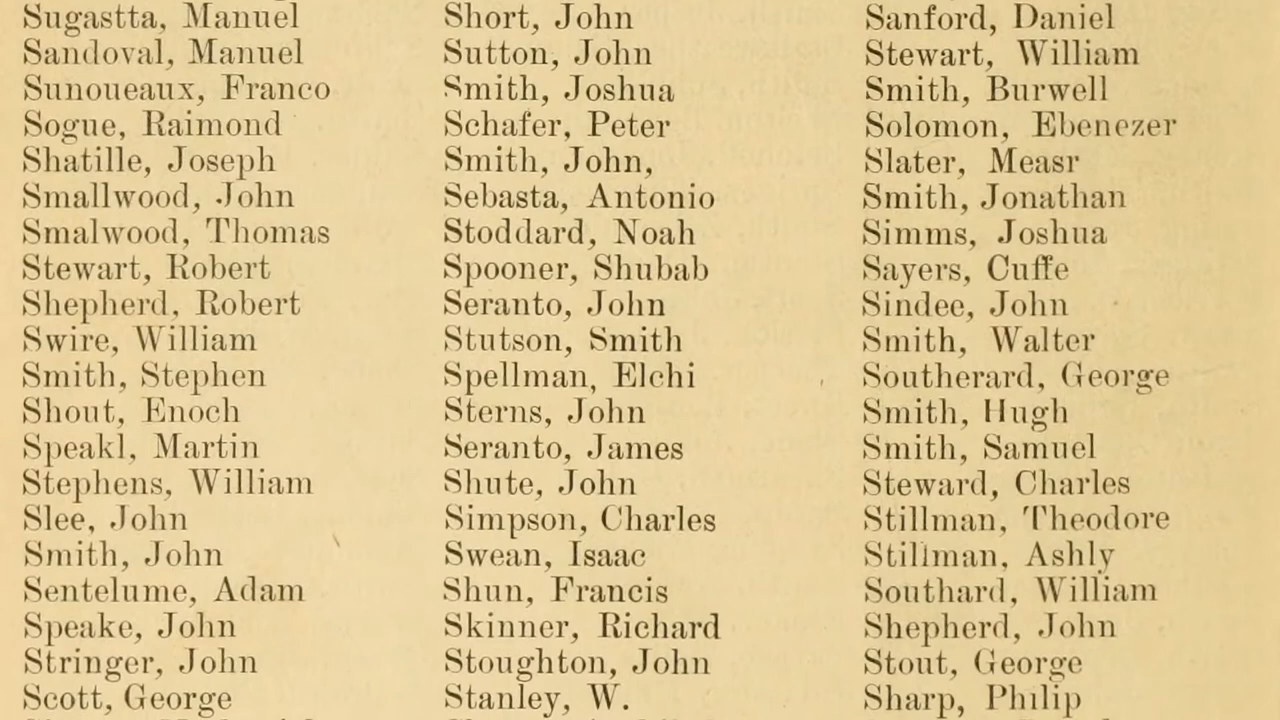 Sugastta, Manuel
Sandoval, Manuel
Sunoueaux, Franco
Sogue, Raimond
Shatille, Joseph
Smallwood, John
Smalwood, Thomas
Stewart, Robert
Shepherd, Robert
Swire, William
Smith, Stephen
Shout, Enoch
Speakl, Martin
Stephens, William
Slee, John
Smith, John
Sentelume, Adam
Speake, John
Stringer, John
Scott, George
Short, John
Sutton, John
Smith, Joshua
Schafer, Peter
Smith, John,
Sebasta, Antonio
Stoddard, Noah
Spooner, Shubab
Seranto, John
Stutson, Smith
Spellman, Elchi
Sterns, John
Seranto, James
Shute, John
Simpson, Charles
Swean, Isaac
Shun, Francis
Skinner, Richard
Stoughton, John
Stanley, W.
Sanford, Daniel
Stewart, William
Smith, Burwell
Solomon, Ebenezer
Slater, Measr
Smith, Jonathan
Simms, Joshua
Sayers, Cuffe
Sindee, John
Smith, Walter
Southerard, George
Smith, Hugh
Smith, Samuel
Steward, Charles
Stillman, Theodore
Stillman, Ashly
Southard, William
Shepherd, John
Stout, George
Sharp, Philip